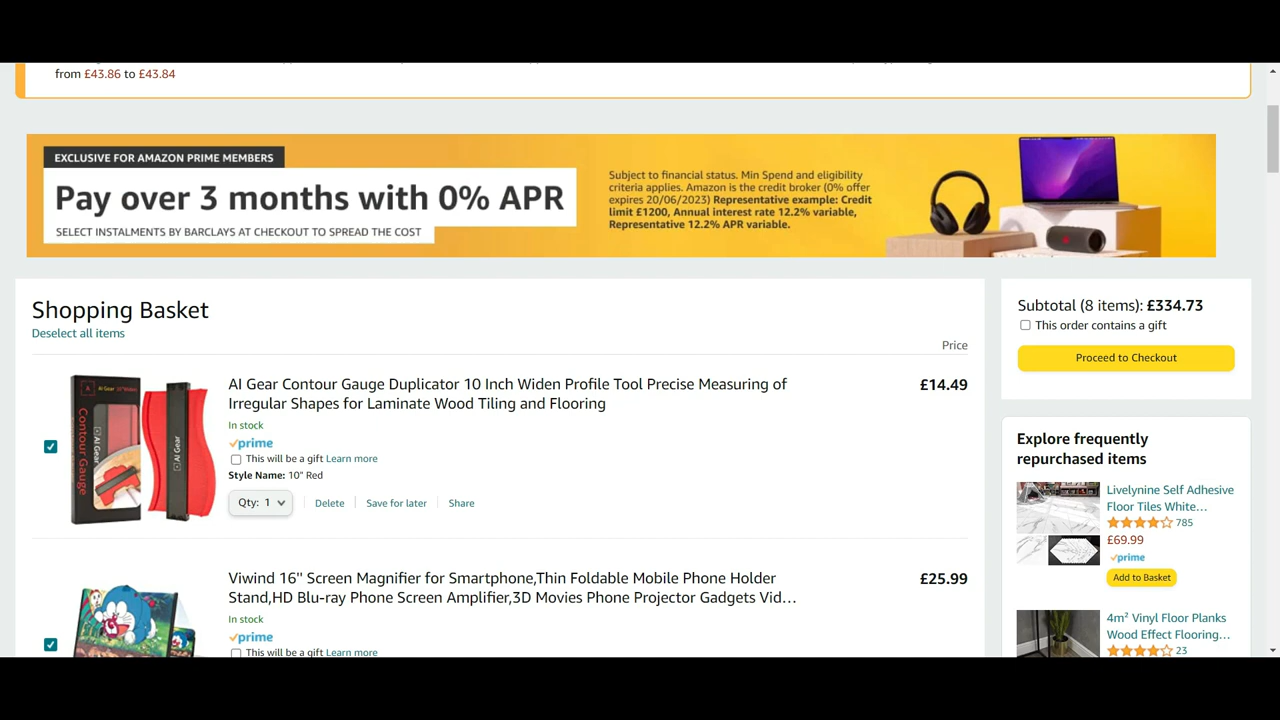 from £43.86 to £43.84
EXCLUSIVE FOR AMAZON PRIME MEMBERS
Pay over 3 months with 0% APR
SELECT INSTALMENTS BY BARCLAYS AT CHECKOUT TO SPREAD THE COST
Subject to financial status. Min Spend and eligibility
criteria applies. Amazon is the credit broker (0% offer
expires 20/06/2023) Representative example: Credit
limit £1200, Annual interest rate 12.2% variable,
Representative 12.2% APR variable.
Shopping Basket
Deselect all items
Price
AI Gear Contour Gauge Duplicator 10 Inch Widen Profile Tool Precise Measuring of
Irregular Shapes for Laminate Wood Tiling and Flooring
£14.49
In stock
prime
This will be a gift Learn more
Style Name: 10" Red
Qty: 1
Delete
Save for later
Share
AI Gear
Contour Gauge
AI Gear
AI Gear
Viwind 16" Screen Magnifier for Smartphone,Thin Foldable Mobile Phone Holder
Stand,HD Blu-ray Phone Screen Amplifier,3D Movies Phone Projector Gadgets Vid…
£25.99
In stock
prime
This will be a gift Learn more
Subtotal (8 items): £334.73
This order contains a gift
Proceed to Checkout
Explore frequently
repurchased items
Livelynine Self Adhesive
Floor Tiles White…
785
£69.99
prime
Add to Basket
4m² Vinyl Floor Planks
Wood Effect Flooring…
23